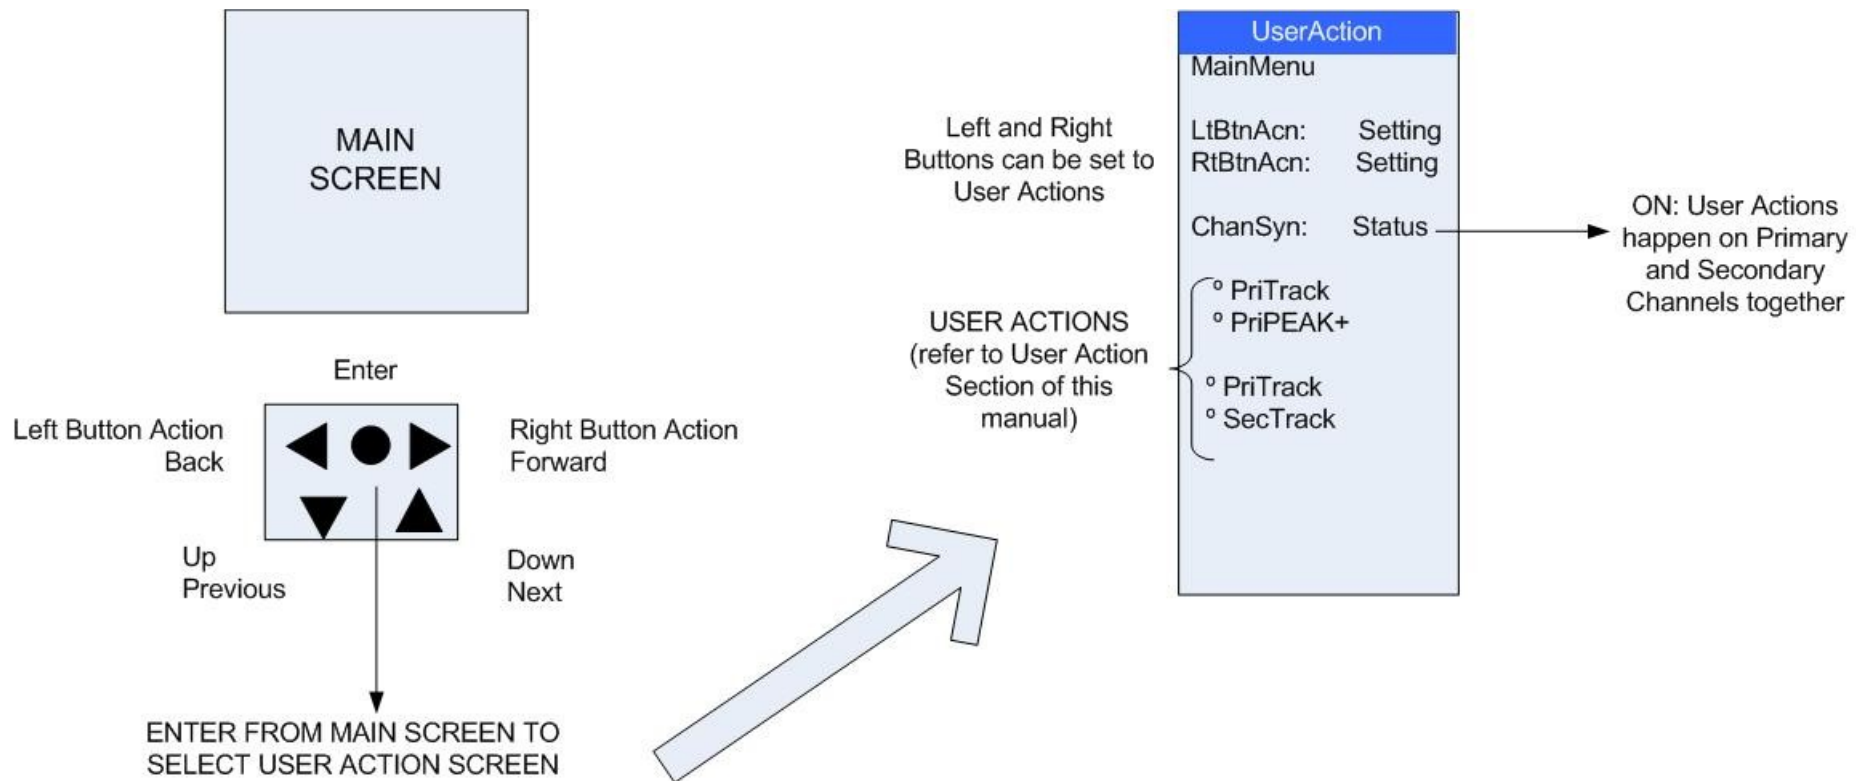 MAIN
SCREEN
Enter
Left Button Action
Back
Right Button Action
Forward
Up
Previous
Down
Next
ENTER FROM MAIN SCREEN TO
SELECT USER ACTION SCREEN
Left and Right
Buttons can be set to
User Actions
USER ACTIONS
(refer to User Action
Section of this
manual)
UserAction
MainMenu
LtBtnAcn: Setting
RtBtnAcn: Setting
ChanSyn: Status
º PriTrack
º PriPEAK+
º PriTrack
º SecTrack
ON: User Actions
happen on Primary
and Secondary
Channels together